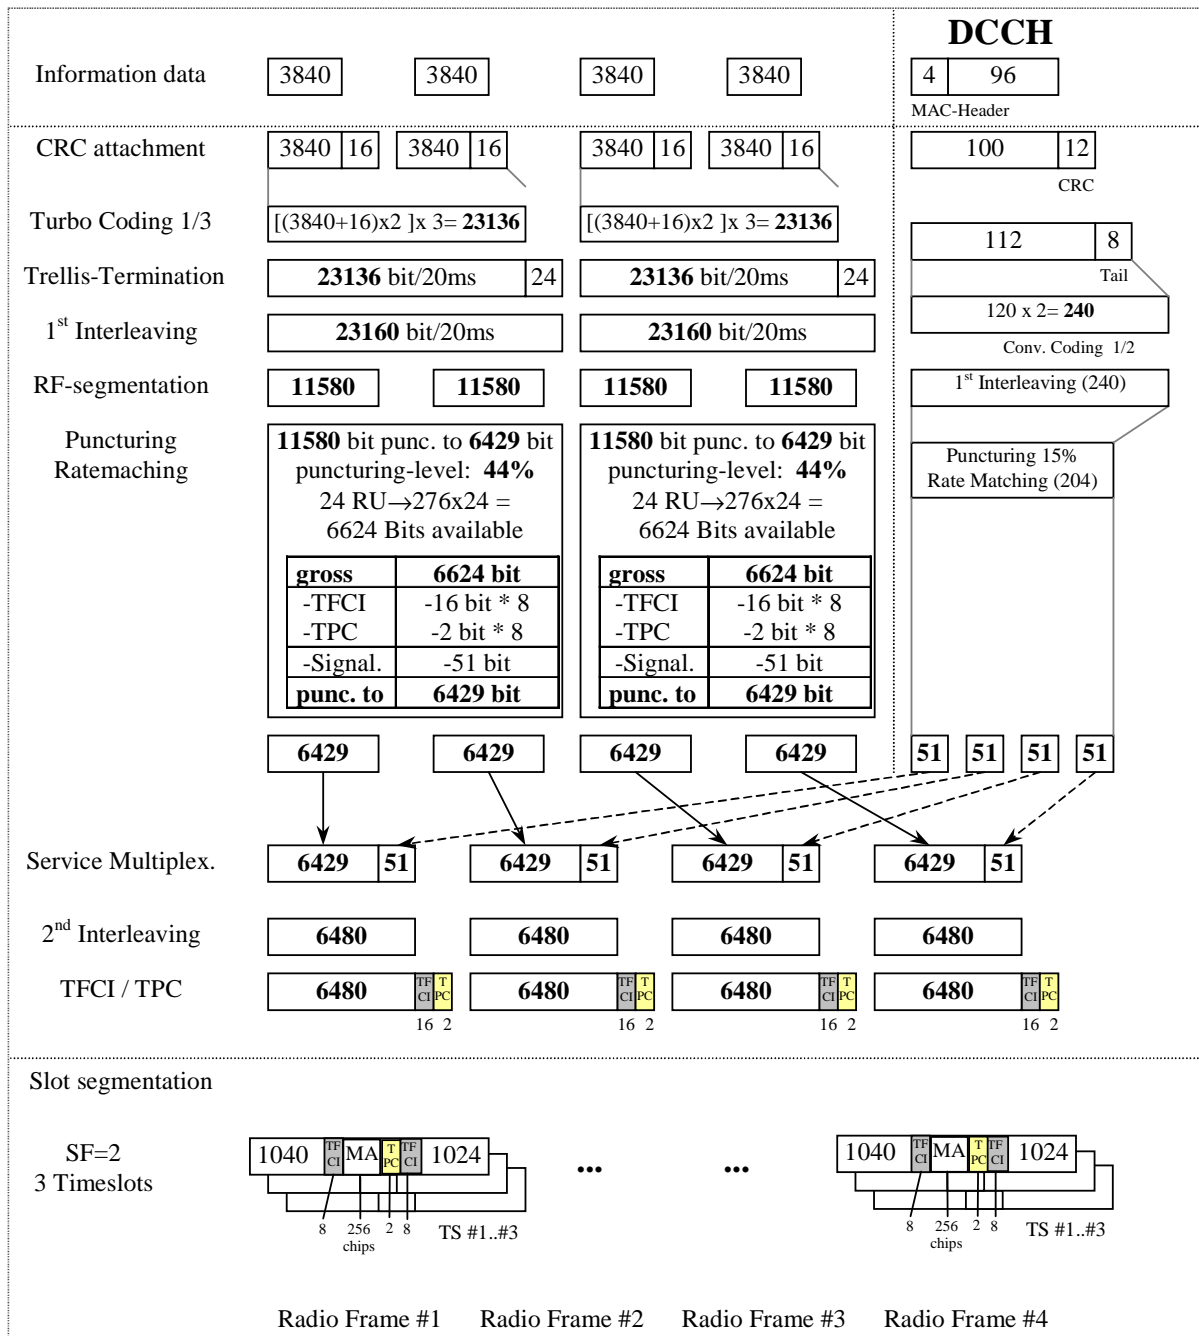 DCCH
Information data 3840 3840 3840 3840 4 96
MAC-Header
CRC attachment 3840 16 3840 16 3840 16 3840 16 100 12
CRC
Turbo Coding 1/3 [(3840+16)x2 ]x 3= 23136 [(3840+16)x2 ]x 3= 23136
112 8
Tail
Trellis-Termination 23136 bit/20ms 24 23136 bit/20ms 24
120 x 2= 240
Conv. Coding 1/2
1st Interleaving 23160 bit/20ms 23160 bit/20ms
RF-segmentation 11580 11580 11580 11580 1st Interleaving (240)
Puncturing
Ratemaching
11580 bit punc. to 6429 bit
puncturing-level: 44%
24 RU→276x24 =
6624 Bits available
gross 6624 bit
-TFCI -16 bit * 8
-TPC -2 bit * 8
-Signal. -51 bit
punc. to 6429 bit
11580 bit punc. to 6429 bit
puncturing-level: 44%
24 RU→276x24 =
6624 Bits available
gross 6624 bit
-TFCI -16 bit * 8
-TPC -2 bit * 8
-Signal. -51 bit
punc. to 6429 bit
Puncturing 15%
Rate Matching (204)
6429 6429 6429 6429 51 51 51 51
Service Multiplex. 6429 51 6429 51 6429 51 6429 51
2nd Interleaving 6480 6480 6480 6480
TFCI / TPC 6480 TF CI T PC 6480 TF CI T PC 6480 TF CI T PC 6480 TF CI T PC
16 2 16 2 16 2 16 2
Slot segmentation
SF=2
3 Timeslots
1040 TF CI MA T PC TF CI 1024 ... ... 1040 TF CI MA T PC TF CI 1024
8 256 2 8 TS #1..#3 8 256 2 8 TS #1..#3
chips chips
Radio Frame #1 Radio Frame #2 Radio Frame #3 Radio Frame #4